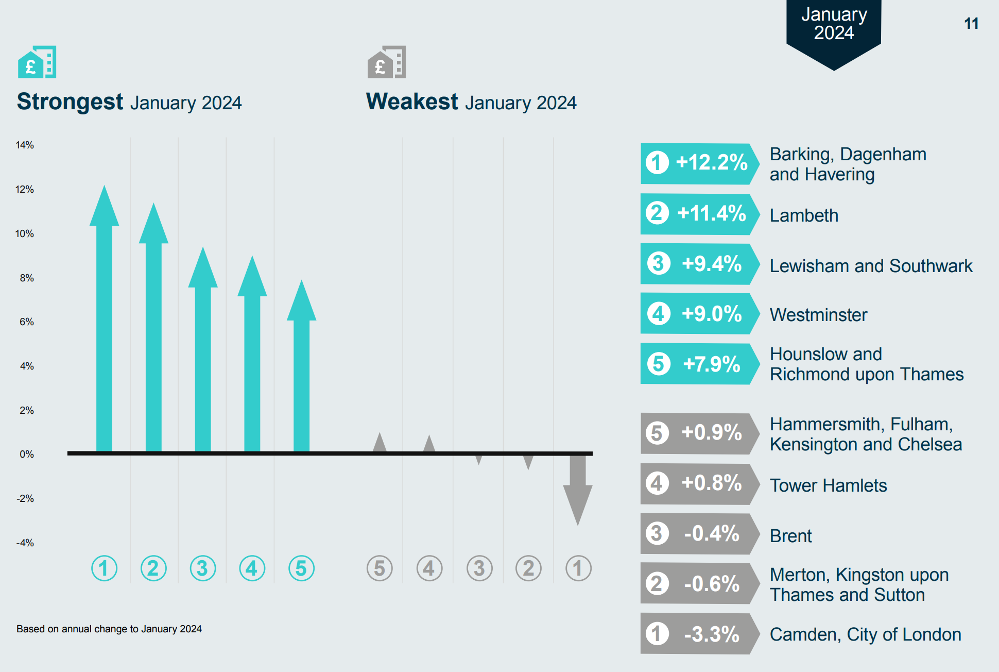 January
2024
11
£
£
Strongest January 2024
Weakest January 2024
14%
12%
10%
8%
6%
4%
2%
0%
-2%
-4%
1 2 3 4 5
5 4 3 2 1
1 +12.2% Barking, Dagenham
and Havering
2 +11.4% Lambeth
3 +9.4% Lewisham and Southwark
4 +9.0% Westminster
5 +7.9% Hounslow and
Richmond upon Thames
5 +0.9% Hammersmith, Fulham,
Kensington and Chelsea
4 +0.8% Tower Hamlets
3 -0.4% Brent
2 -0.6% Merton, Kingston upon
Thames and Sutton
1 -3.3% Camden, City of London
Based on annual change to January 2024